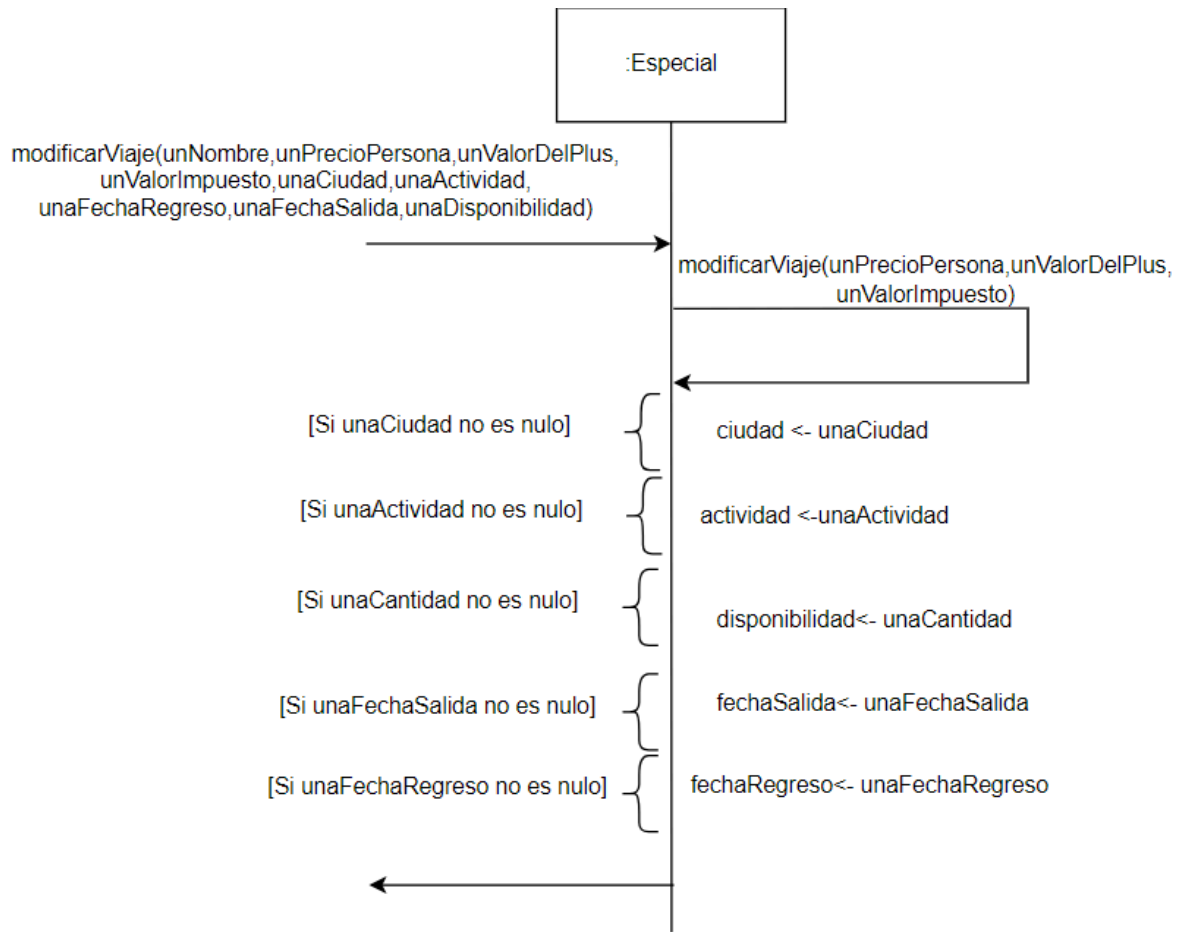 :Especial
modificarViaje(unNombre,unPrecioPersona,unValorDelPlus,
unValorImpuesto,unaCiudad,unaActividad,
unaFechaRegreso,unaFechaSalida,unaDisponibilidad)
modificarViaje(unPrecioPersona,unValorDelPlus,
unValorImpuesto)
[Si unaCiudad no es nulo]
ciudad <- unaCiudad
[Si unaActividad no es nulo]
actividad <-unaActividad
[Si unaCantidad no es nulo]
disponibilidad<- unaCantidad
[Si unaFechaSalida no es nulo]
fechaSalida<- unaFechaSalida
[Si unaFechaRegreso no es nulo]
fechaRegreso<- unaFechaRegreso